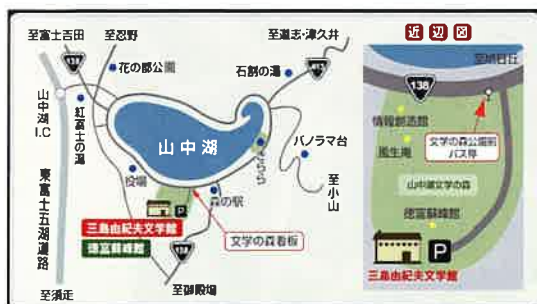 至富士吉田
至忍野
至道志・津久井
138
413
花の都公園
石割の湯
山中湖
I.C
紅富士の湯
山中湖
パノラマ台
至小山
役場
森の駅
東富士五湖道路
三島由紀夫文学館
徳富蘇峰館
P
文学の森看板
138
至須走
至御殿場
近辺図
至旭日丘
138
情報創造館
文学の森公園前
バス停
風生庵
山中湖文学の森
徳富蘇峰館
P
三島由紀夫文学館